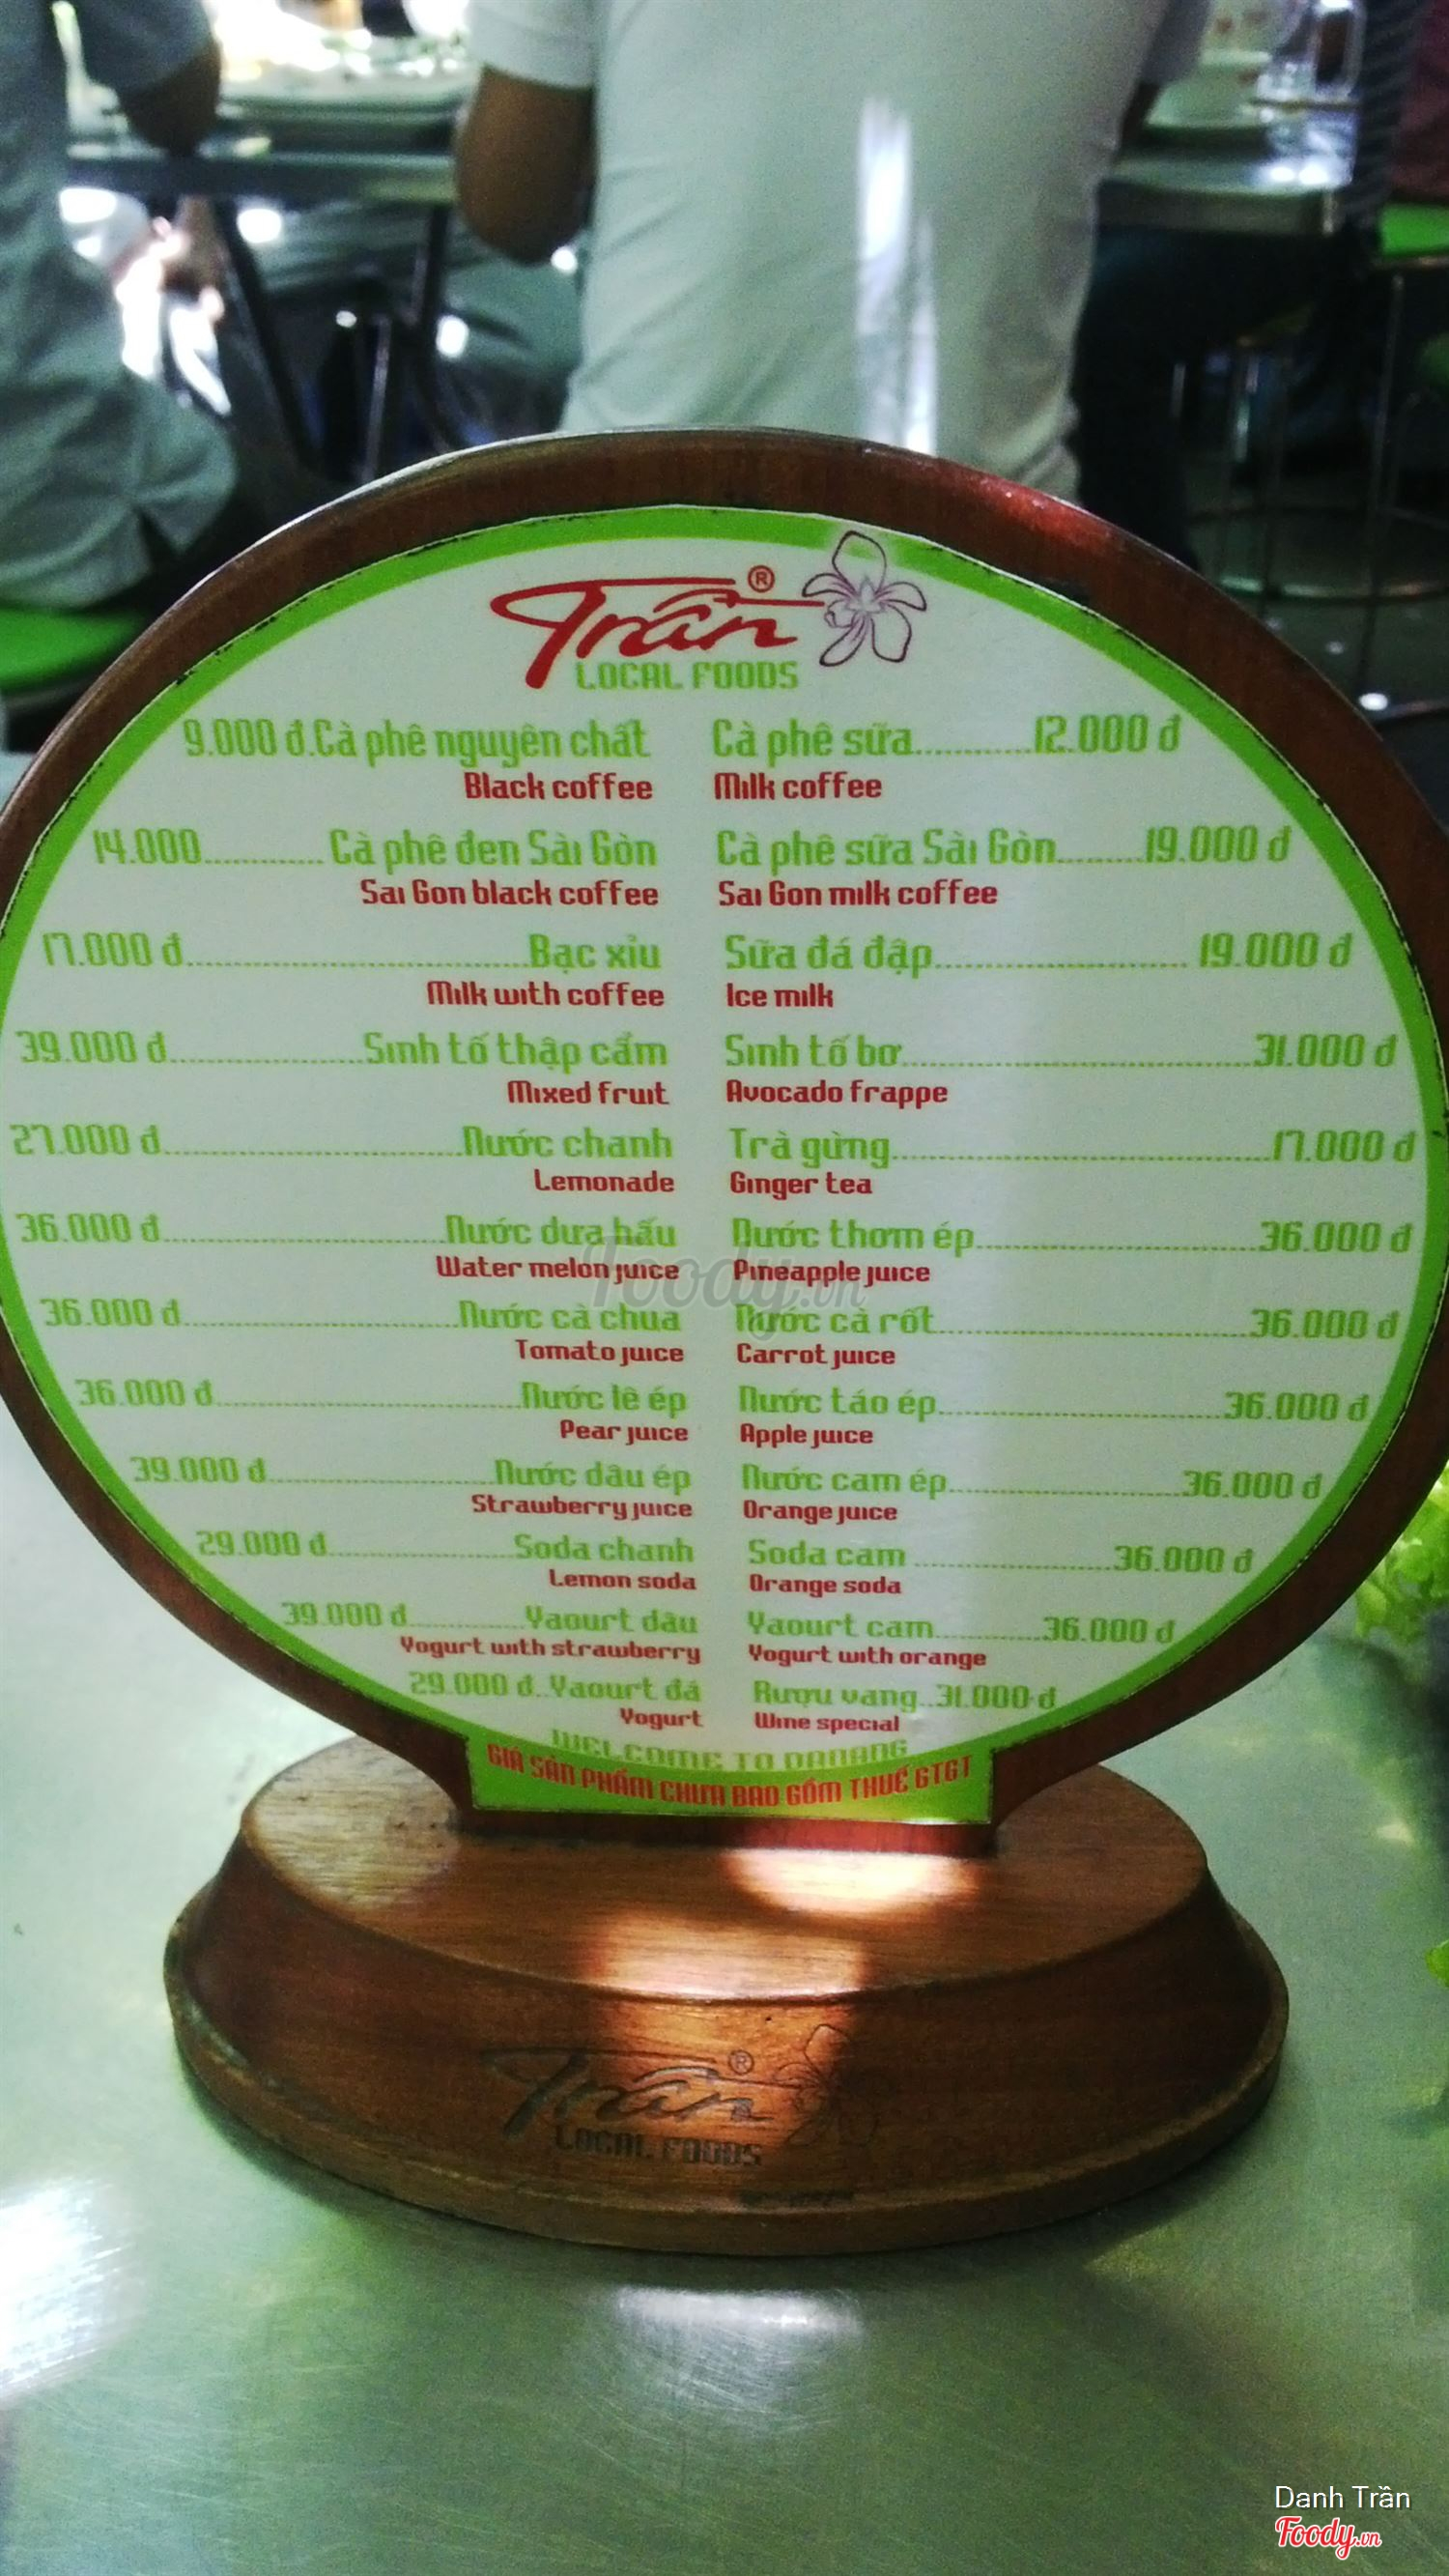 Trần®
LOCAL FOODS
9.000 đ.Cà phê nguyên chất
Black coffee
Cà phê sữa............12.000 đ
Milk coffee
14.000.............Cà phê đen Sài Gòn
Sai Gon black coffee
Cà phê sữa Sài Gòn.........19.000 đ
Sai Gon milk coffee
17.000 đ...................................Bạc xỉu
Milk with coffee
Sữa đá đập.......................... 19.000 đ
Ice milk
39.000 đ....................Sinh tố thập cẩm
Mixed fruit
Sinh tố bơ.....................................31.000 đ
Avocado frappe
27.000 đ................................Nước chanh
Lemonade
Trà gừng........................................17.000 đ
Ginger tea
36.000 đ..............................Nước dưa hấu
Water melon juice
Nước thơm ép..............................36.000 đ
Pineapple juice
36.000 đ..............................Nước cà chua
Tomato juice
Nước cà rốt..................................36.000 đ
Carrot juice
36.000 đ..................................Nước lê ép
Pear juice
Nước táo ép................................36.000 đ
Apple juice
39.000 đ..........................Nước dâu ép
Strawberry juice
Nước cam ép..........................36.000 đ
Orange juice
29.000 đ......................Soda chanh
Lemon soda
Soda cam ........................36.000 đ
Orange soda
39.000 đ..............Yaourt dâu
Yogurt with strawberry
Yaourt cam.............36.000 đ
Yogurt with orange
29.000 đ..Yaourt đá
Yogurt
Rượu vang..31.000 đ
Wine special
WELCOME TO DANANG
GIÁ SẢN PHẨM CHƯA BAO GỒM THUẾ GTGT
Foody.vn
Trần®
LOCAL FOODS
Danh Trần
Foody.vn